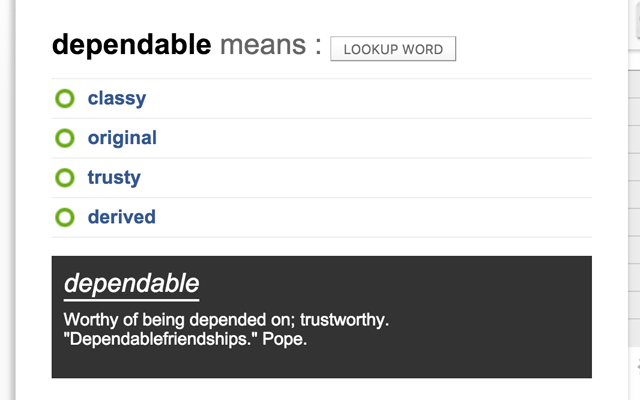 dependable means : LOOKUP WORD
classy
original
trusty
derived
dependable
Worthy of being depended on; trustworthy.
"Dependablefriendships." Pope.